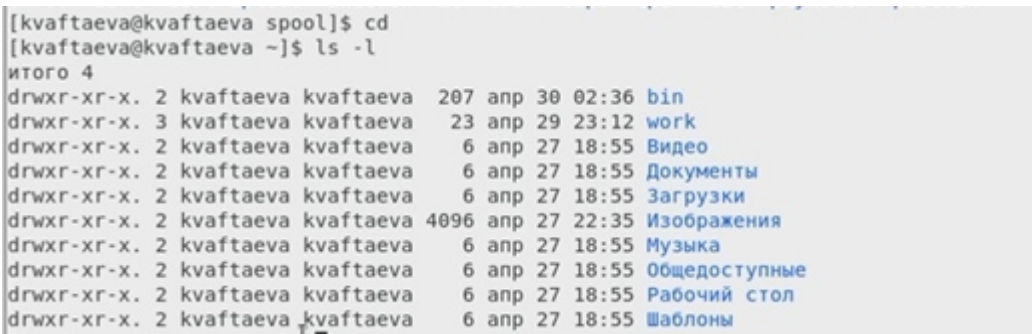 [kvaftaeva@kvaftaeva spool]$ cd
[kvaftaeva@kvaftaeva ~]$ ls -l
итого 4
drwxr-xr-x. 2 kvaftaeva kvaftaeva  207 апр 30 02:36 bin
drwxr-xr-x. 3 kvaftaeva kvaftaeva   23 апр 29 23:12 work
drwxr-xr-x. 2 kvaftaeva kvaftaeva    6 апр 27 18:55 Видео
drwxr-xr-x. 2 kvaftaeva kvaftaeva    6 апр 27 18:55 Документы
drwxr-xr-x. 2 kvaftaeva kvaftaeva    6 апр 27 18:55 Загрузки
drwxr-xr-x. 2 kvaftaeva kvaftaeva 4096 апр 27 22:35 Изображения
drwxr-xr-x. 2 kvaftaeva kvaftaeva    6 апр 27 18:55 Музыка
drwxr-xr-x. 2 kvaftaeva kvaftaeva    6 апр 27 18:55 Общедоступные
drwxr-xr-x. 2 kvaftaeva kvaftaeva    6 апр 27 18:55 Рабочий стол
drwxr-xr-x. 2 kvaftaeva kvaftaeva    6 апр 27 18:55 Шаблоны